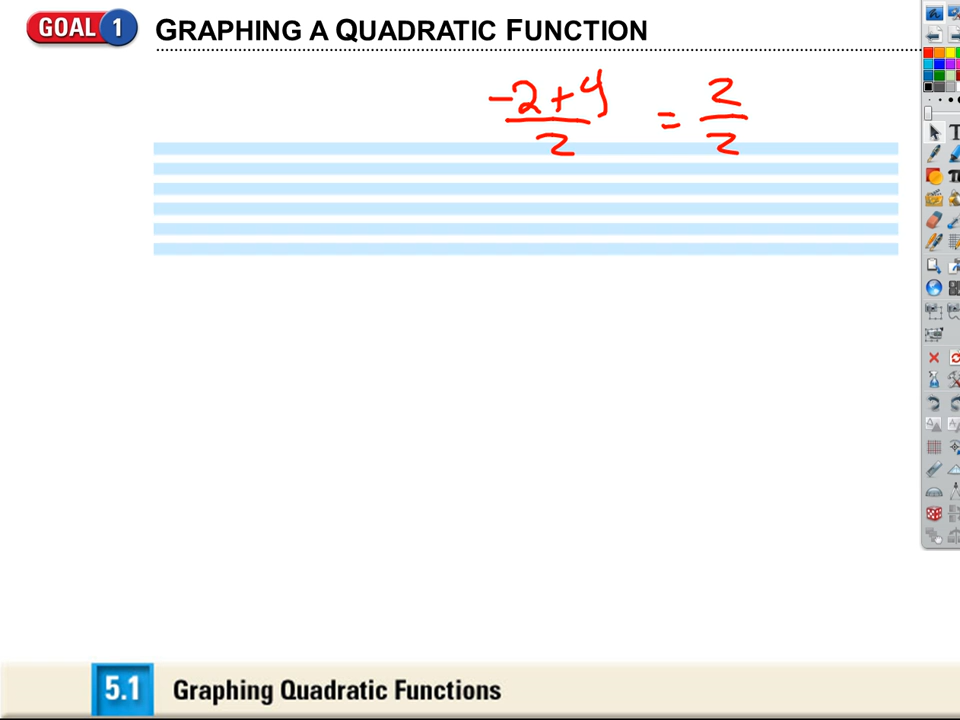 GOAL 1 GRAPHING A QUADRATIC FUNCTION
-2+4/2 = 2/2
5.1 Graphing Quadratic Functions